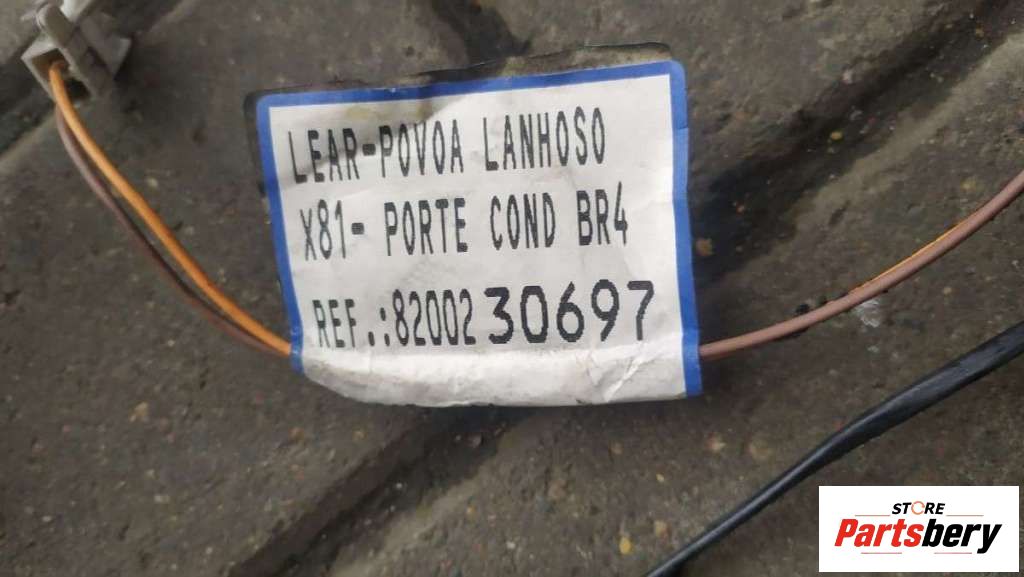 LEAR-POVOA LANHOSO
X81- PORTE COND BR4
REF.:8200230697
STORE
Partsbery